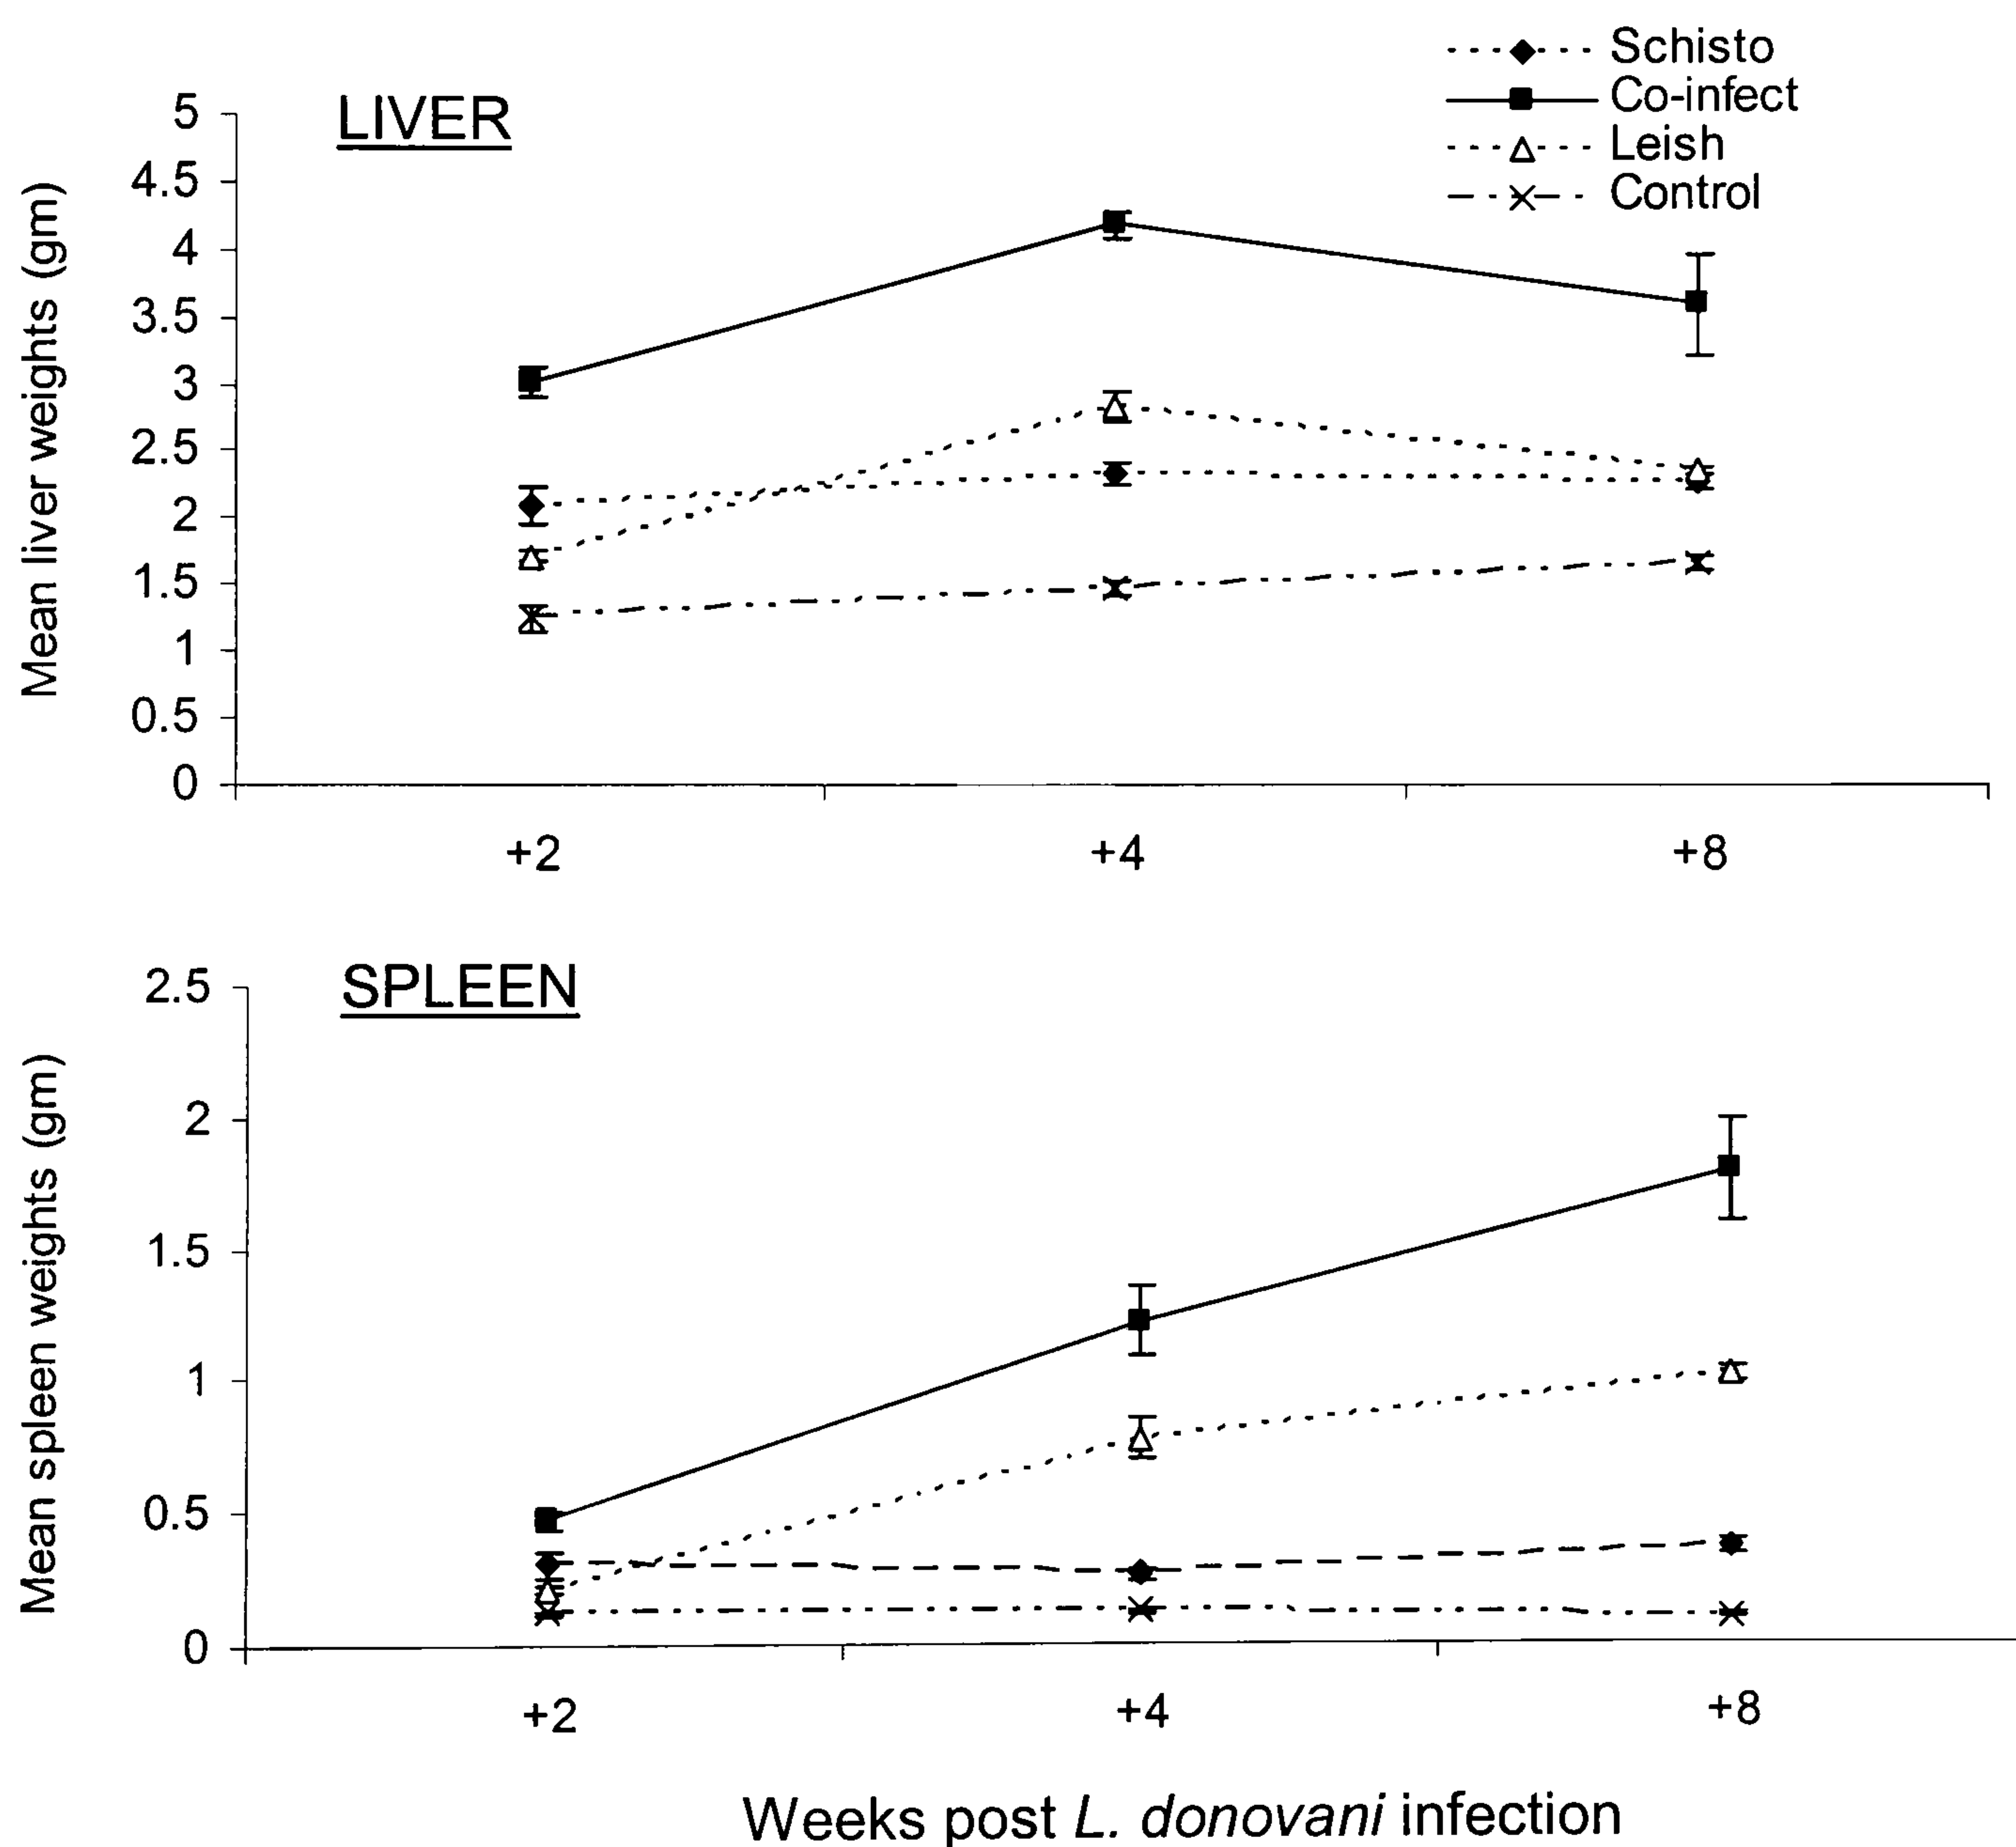 Schisto
Co-infect
Leish
Control
LIVER
Mean liver weights (gm)
5
4.5
4
3.5
3
2.5
2
1.5
1
0.5
0
+2 +4 +8
SPLEEN
Mean spleen weights (gm)
2.5
2
1.5
1
0.5
0
+2 +4 +8
Weeks post L. donovani infection